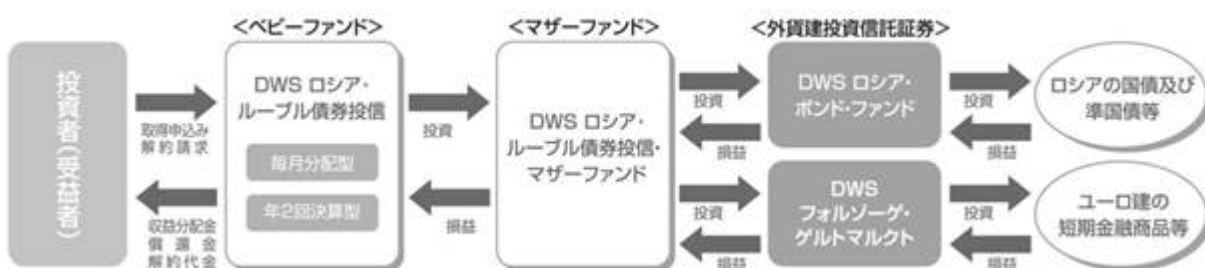 <ベビーファンド>
<マザーファンド>
<外貨建投資信託証券>
投資者(受益者)
取得申込み
解約請求
収益分配金
償還金
解約代金
DWS ロシア・
ルーブル債券投信
毎月分配型
年2回決算型
投資
損益
DWS ロシア・
ルーブル債券投信・
マザーファンド
投資
損益
投資
損益
DWS ロシア・
ボンド・ファンド
DWS
フォルゾーゲ・
ゲルトマルクト
投資
損益
投資
損益
ロシアの国債及び
準国債等
ユーロ建の
短期金融商品等